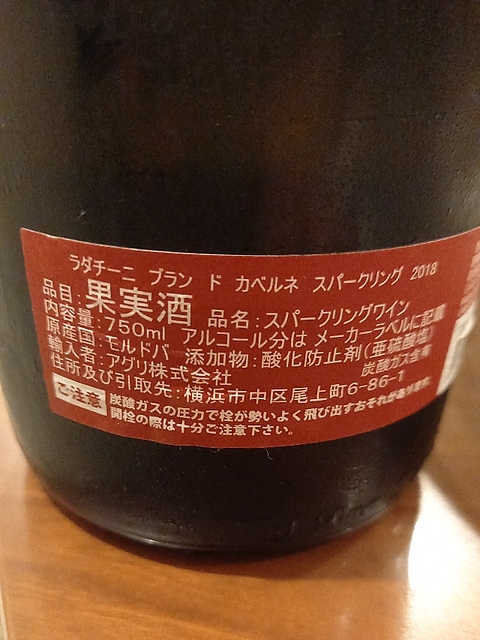 ラダチーニ ブラン ド カベルネ スパークリング 2018
品目：果実酒 品名：スパークリングワイン
内容量：750ml アルコール分は メーカーラベルに記載
原産国：モルドバ 添加物：酸化防止剤（亜硫酸塩）
輸入者：アグリ株式会社 炭酸ガス含有
住所及び引取先：横浜市中区尾上町6-86-1
ご注意 炭酸ガスの圧力で栓が勢いよく飛び出すおそれがあります。
開栓の際は十分ご注意下さい。